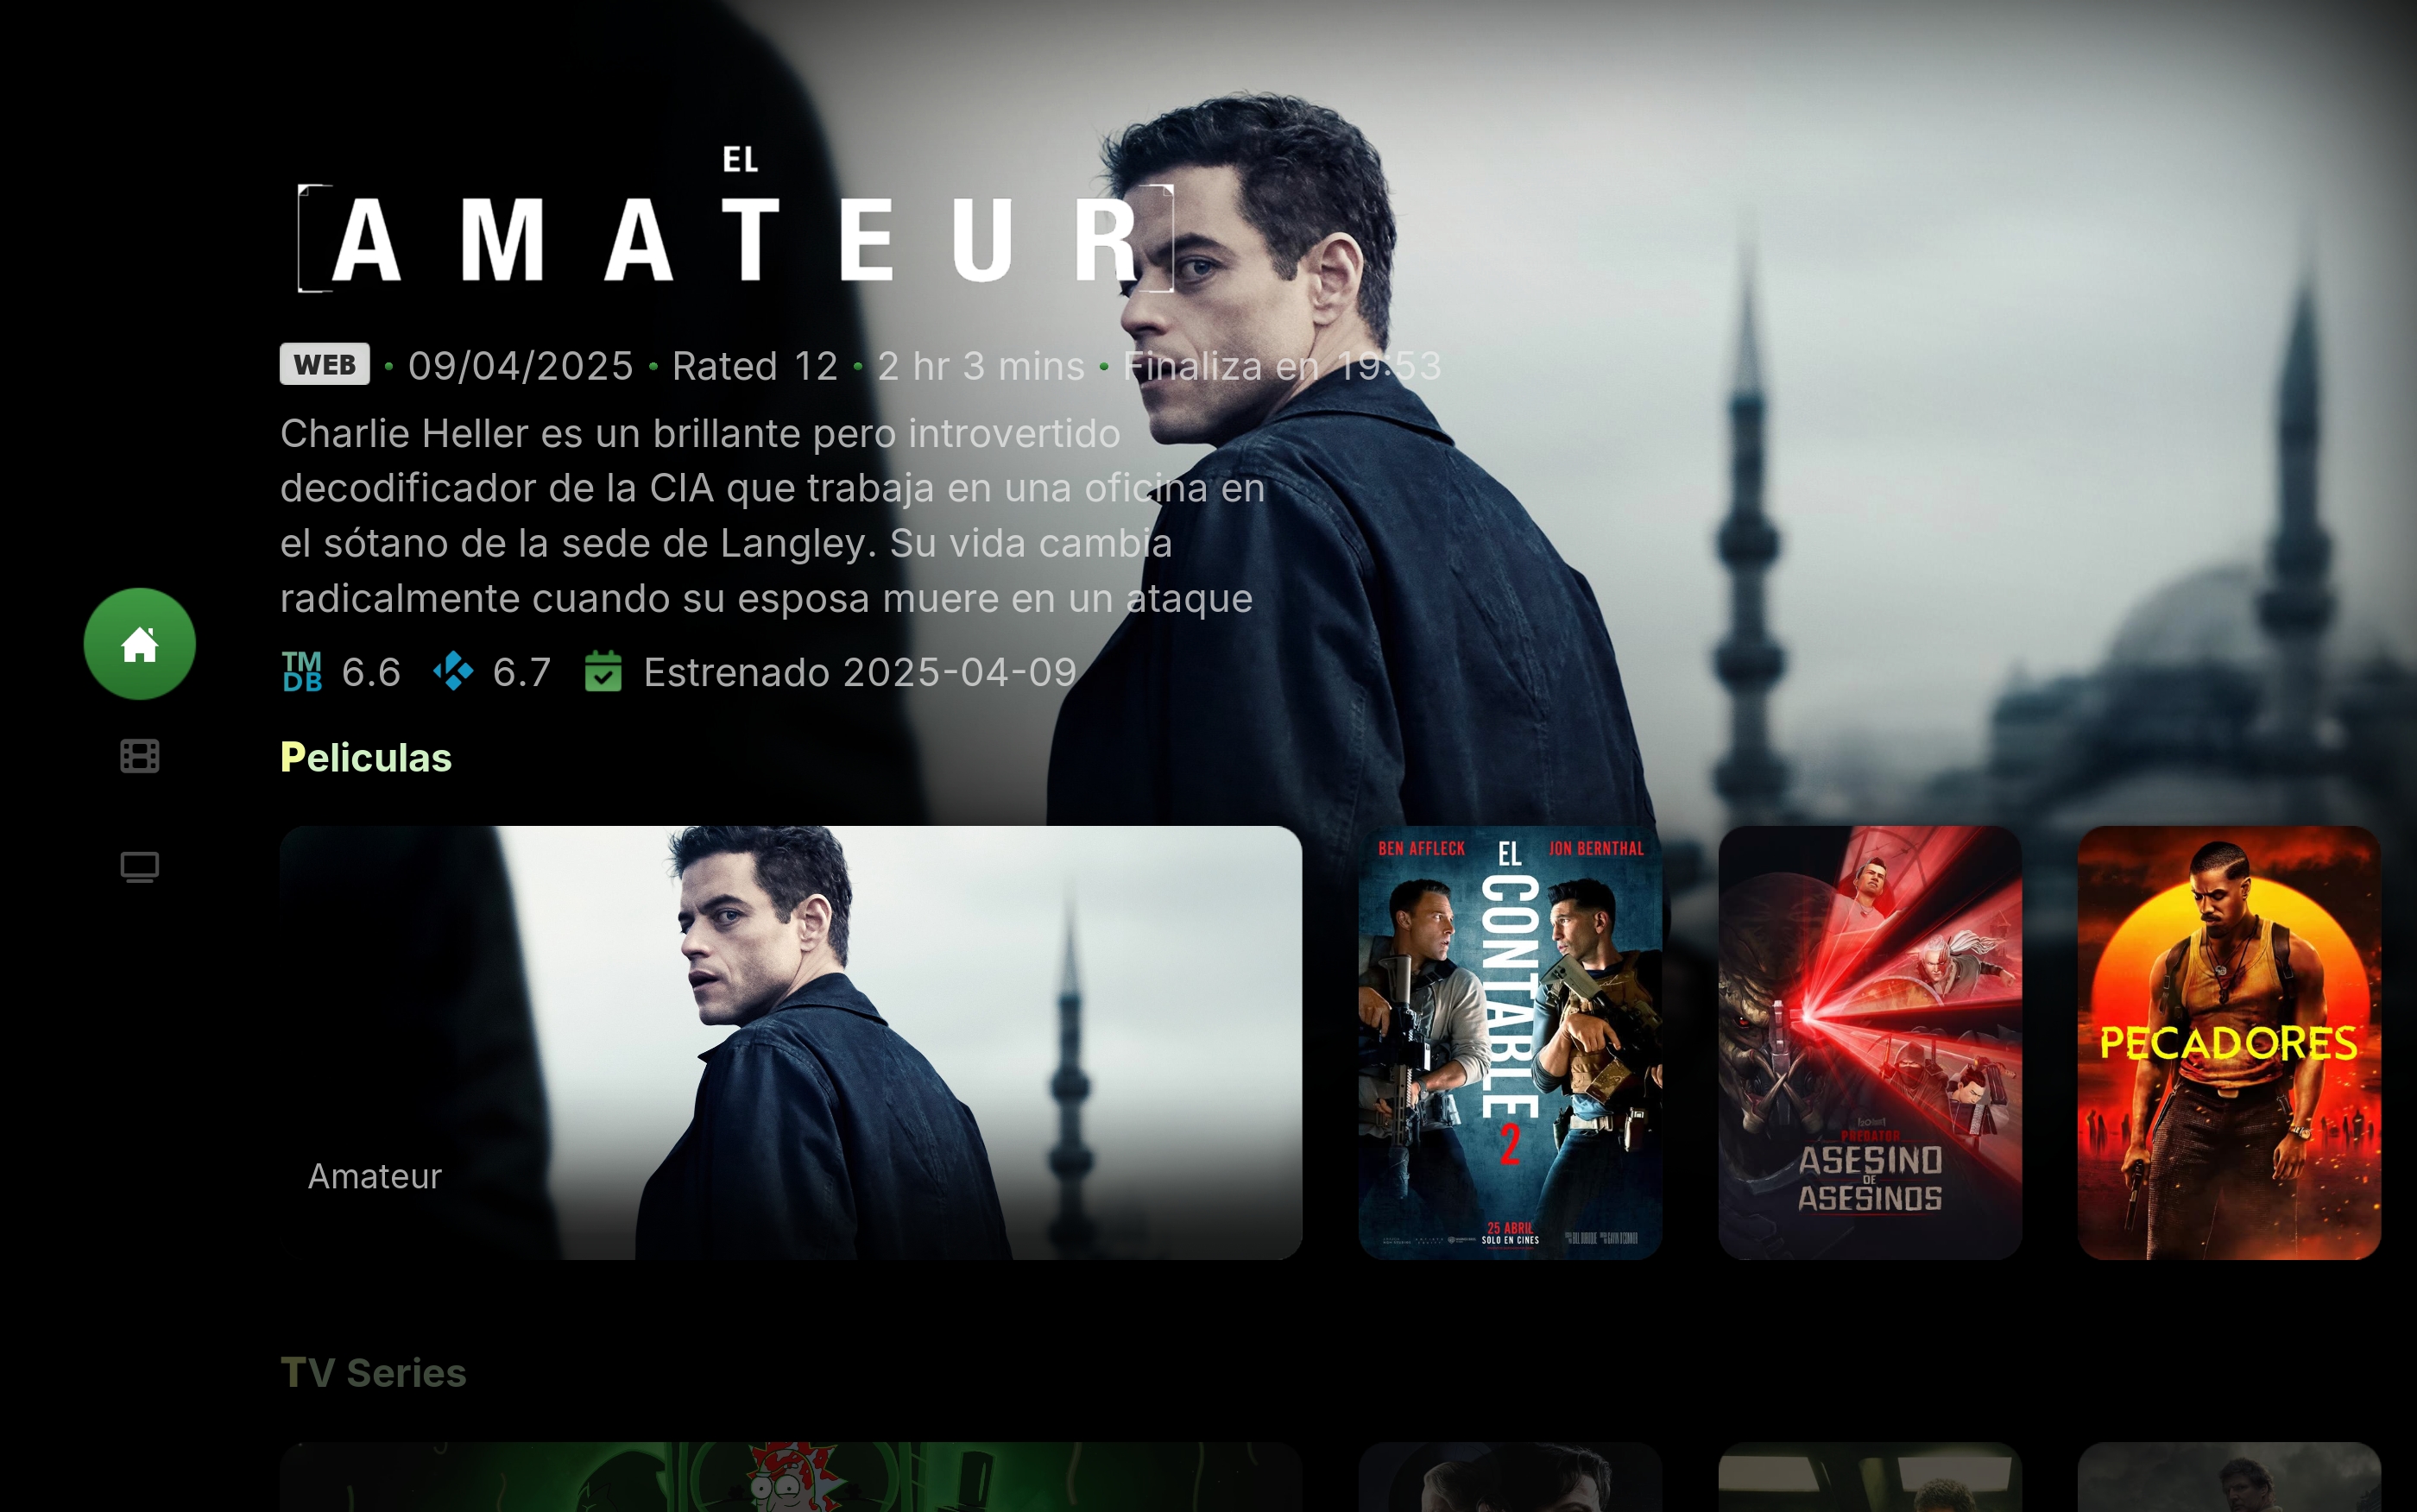 EL
AMATEUR
WEB • 09/04/2025 • Rated 12 • 2 hr 3 mins • Finaliza en 19:53
Charlie Heller es un brillante pero introvertido
decodificador de la CIA que trabaja en una oficina en
el sótano de la sede de Langley. Su vida cambia
radicalmente cuando su esposa muere en un ataque
TMDB 6.6 6.7 Estrenado 2025-04-09
Peliculas
Amateur
BEN AFFLECK
JON BERNTHAL
EL
CONTABLE
2
25 ABRIL
SOLO EN CINES
PREDATOR
ASESINO
DE
ASESINOS
PECADORES
TV Series